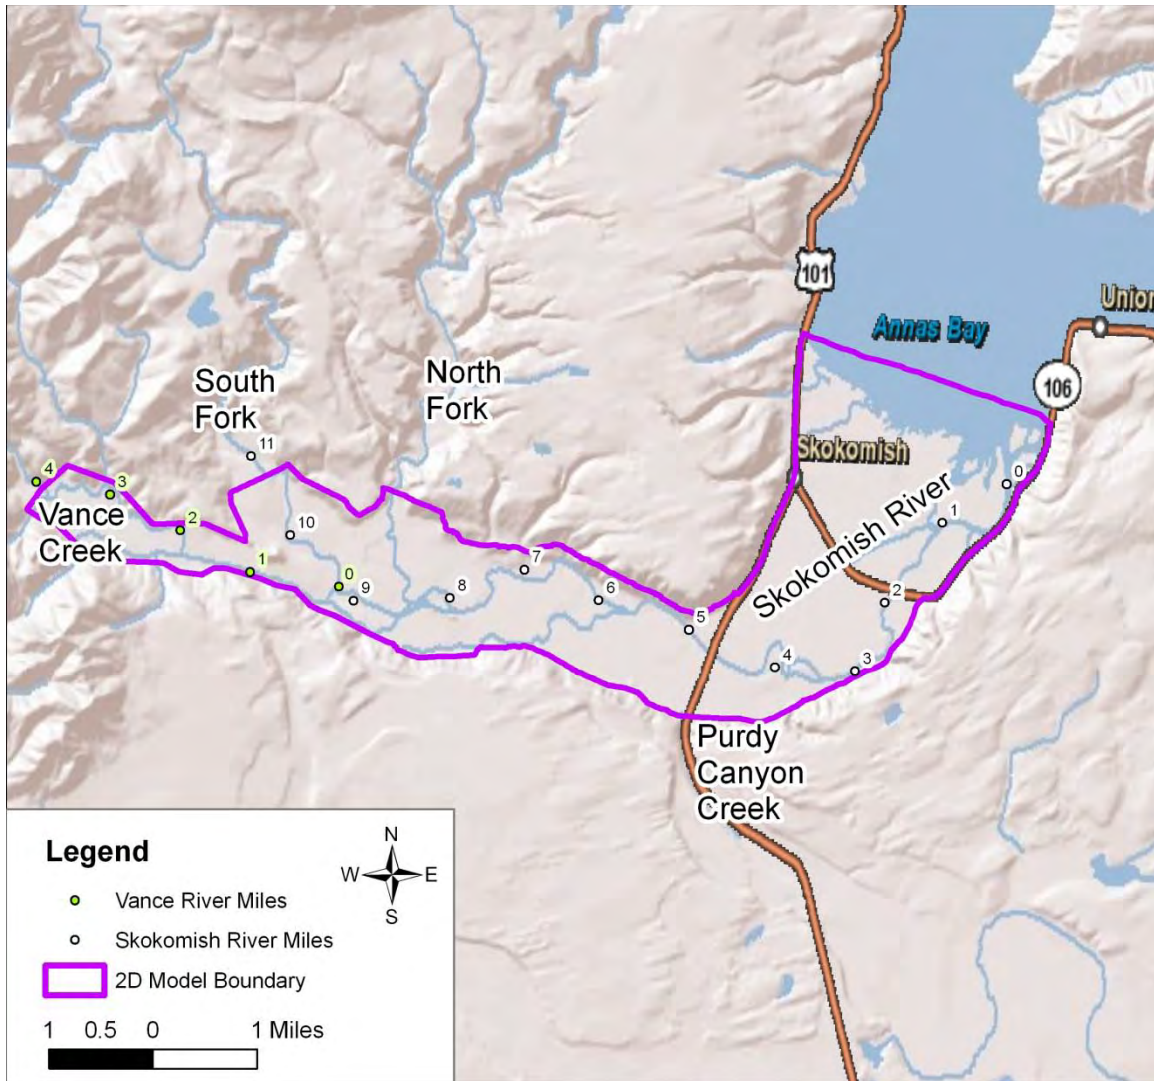 101
Union
Annas Bay
106
South
Fork
North
Fork
11
Skokomish
4
3
0
Vance
Creek
2
10
1
Skokomish River
1
7
0
9
8
6
2
5
4
3
Purdy
Canyon
Creek
Legend
N
W E
S
Vance River Miles
Skokomish River Miles
2D Model Boundary
1 0.5 0 1 Miles